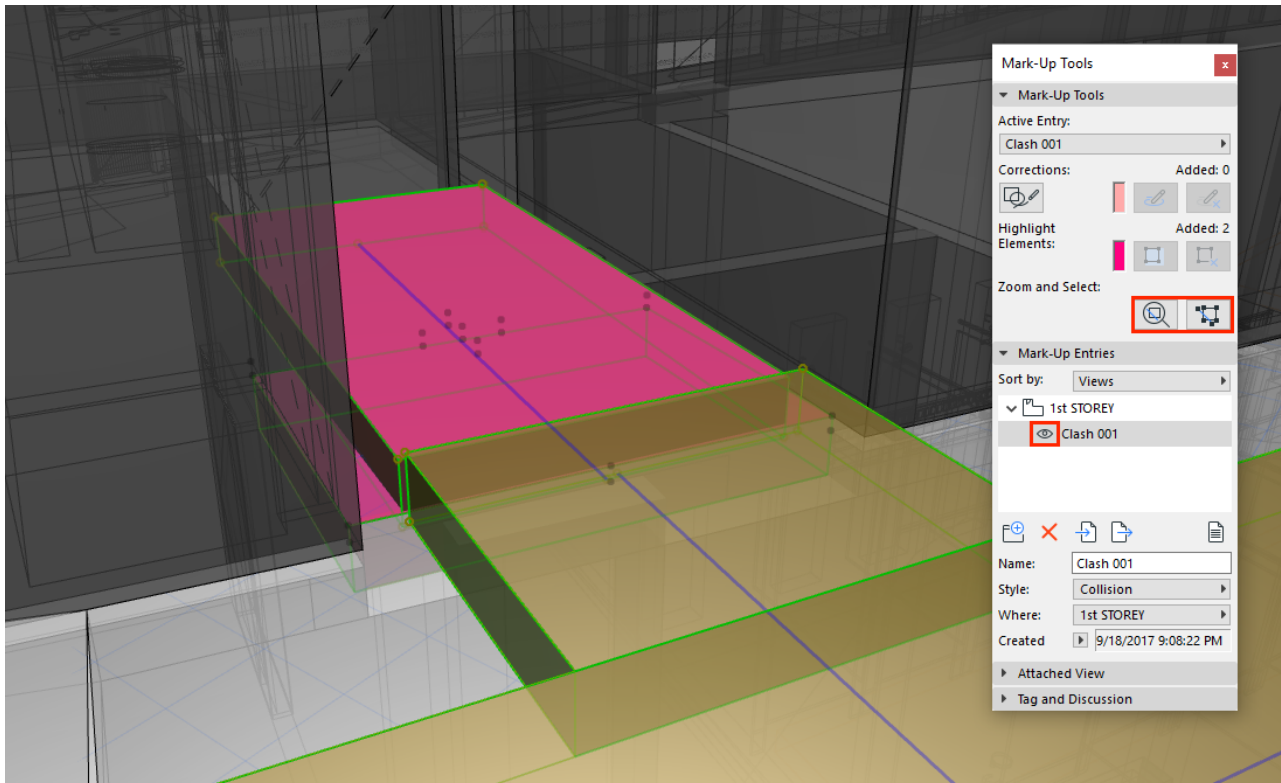 Mark-Up Tools
x
Mark-Up Tools
Active Entry:
Clash 001
Corrections: Added: 0
Highlight Added: 2
Elements:
Zoom and Select:
Mark-Up Entries
Sort by: Views
1st STOREY
Clash 001
Name: Clash 001
Style: Collision
Where: 1st STOREY
Created 9/18/2017 9:08:22 PM
Attached View
Tag and Discussion